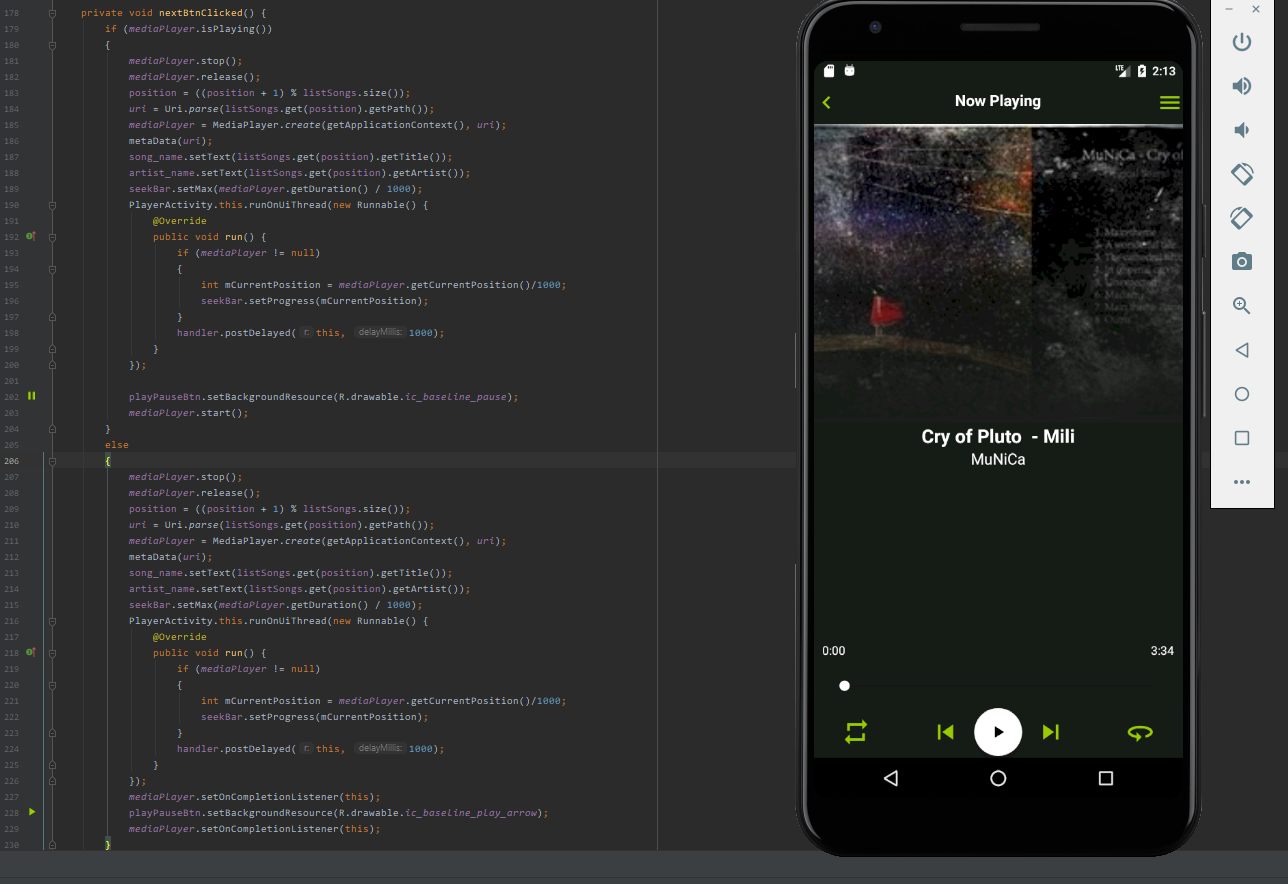 178 private void nextBtnClicked() {
179 if (mediaPlayer.isPlaying())
180 {
181 mediaPlayer.stop();
182 mediaPlayer.release();
183 position = ((position + 1) % listSongs.size());
184 uri = Uri.parse(listSongs.get(position).getPath());
185 mediaPlayer = MediaPlayer.create(getApplicationContext(), uri);
186 metaData(uri);
187 song_name.setText(listSongs.get(position).getTitle());
188 artist_name.setText(listSongs.get(position).getArtist());
189 seekBar.setMax(mediaPlayer.getDuration() / 1000);
190 PlayerActivity.this.runOnUiThread(new Runnable() {
191 @Override
192 public void run() {
193 if (mediaPlayer != null)
194 {
195 int mCurrentPosition = mediaPlayer.getCurrentPosition()/1000;
196 seekBar.setProgress(mCurrentPosition);
197 }
198 handler.postDelayed( r: this, delayMillis: 1000);
199 }
200 });
201
202 playPauseBtn.setBackgroundResource(R.drawable.ic_baseline_pause);
203 mediaPlayer.start();
204 }
205 else
206 {
207 mediaPlayer.stop();
208 mediaPlayer.release();
209 position = ((position + 1) % listSongs.size());
210 uri = Uri.parse(listSongs.get(position).getPath());
211 mediaPlayer = MediaPlayer.create(getApplicationContext(), uri);
212 metaData(uri);
213 song_name.setText(listSongs.get(position).getTitle());
214 artist_name.setText(listSongs.get(position).getArtist());
215 seekBar.setMax(mediaPlayer.getDuration() / 1000);
216 PlayerActivity.this.runOnUiThread(new Runnable() {
217 @Override
218 public void run() {
219 if (mediaPlayer != null)
220 {
221 int mCurrentPosition = mediaPlayer.getCurrentPosition()/1000;
222 seekBar.setProgress(mCurrentPosition);
223 }
224 handler.postDelayed( r: this, delayMillis: 1000);
225 }
226 });
227 mediaPlayer.setOnCompletionListener(this);
228 playPauseBtn.setBackgroundResource(R.drawable.ic_baseline_play_arrow);
229 mediaPlayer.setOnCompletionListener(this);
230 }
LTE 2:13
Now Playing
MuNiCa - Cry of
Cry of Pluto - Mili
MuNiCa
0:00 3:34